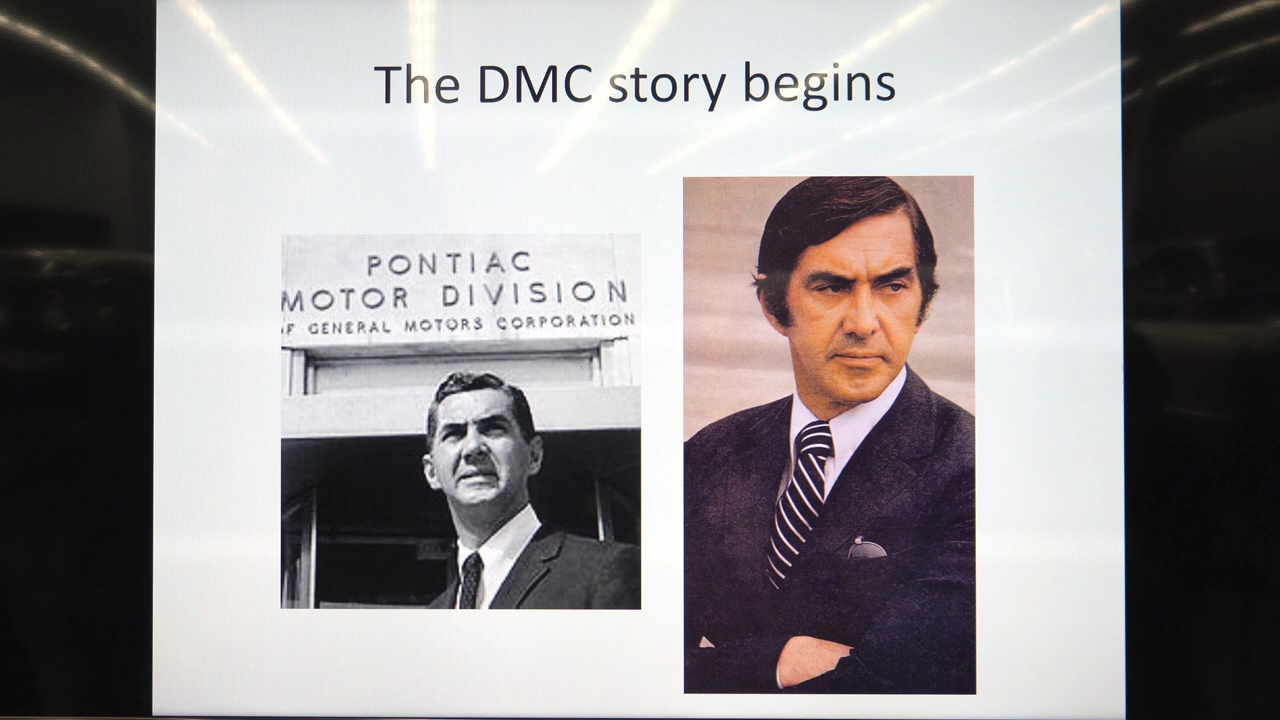 The DMC story begins
PONTIAC
MOTOR DIVISION
F GENERAL MOTORS CORPORATION